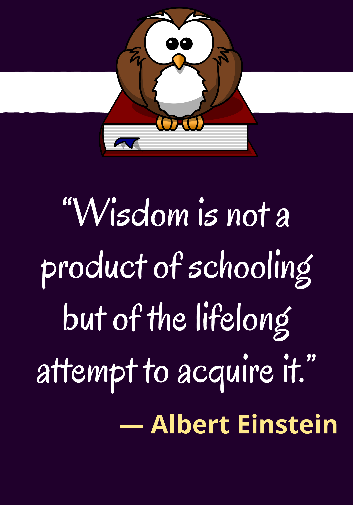 “Wisdom is not a
product of schooling
but of the lifelong
attempt to acquire it.”
— Albert Einstein